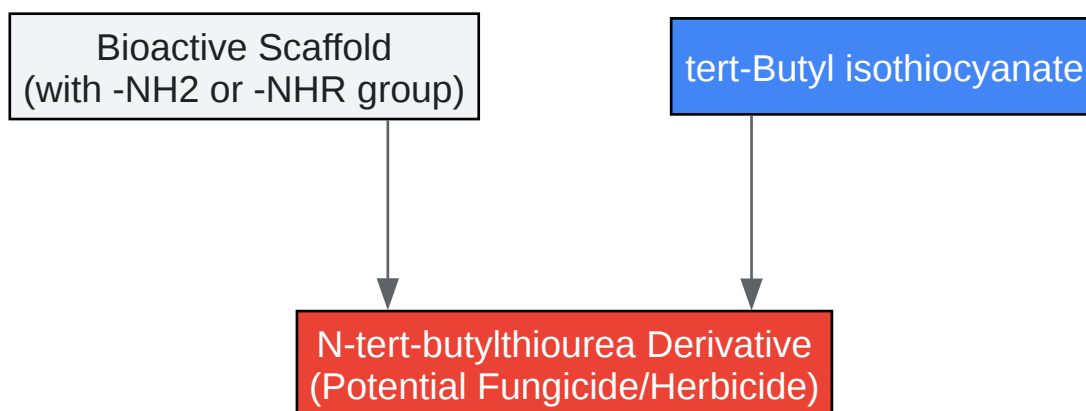 Bioactive Scaffold
(with -NH2 or -NHR group)
tert-Butyl isothiocyanate
N-tert-butylthiourea Derivative
(Potential Fungicide/Herbicide)